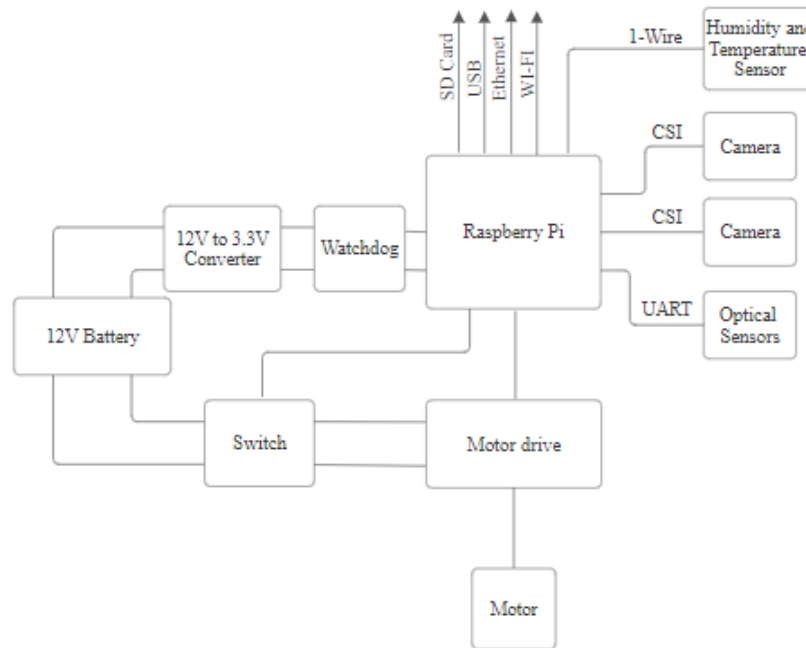 SD Card
USB
Ethernet
WI-FI
1-Wire
Humidity and
Temperature
Sensor
CSI
Camera
12V to 3.3V
Converter
Watchdog
Raspberry Pi
CSI
Camera
12V Battery
UART
Optical
Sensors
Switch
Motor drive
Motor